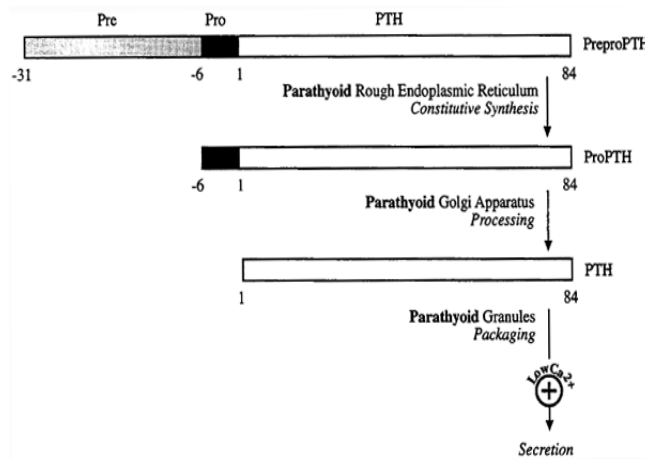 Pre Pro PTH
PreproPTH
-31 -6 1 84
Parathyoid Rough Endoplasmic Reticulum
Constitutive Synthesis
ProPTH
-6 1 84
Parathyoid Golgi Apparatus
Processing
PTH
1 84
Parathyoid Granules
Packaging
LowCa2+
+
Secretion